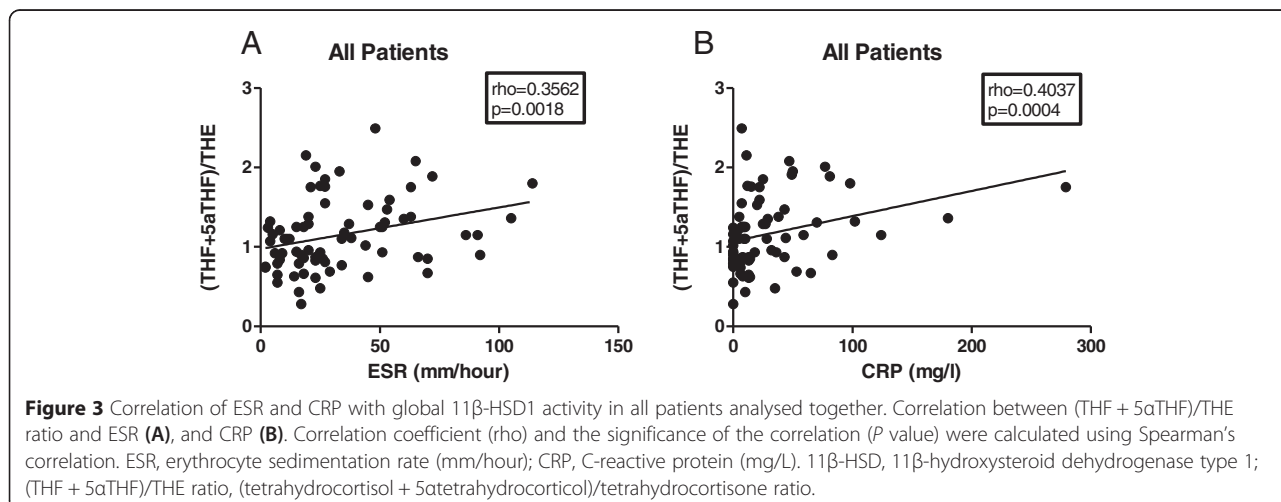 A
All Patients
rho=0.3562
p=0.0018
(THF+5aTHF)/THE
3
2
1
0
0
50
100
150
ESR (mm/hour)
B
All Patients
rho=0.4037
p=0.0004
(THF+5aTHF)/THE
3
2
1
0
0
100
200
300
CRP (mg/l)
Figure 3 Correlation of ESR and CRP with global 11β-HSD1 activity in all patients analysed together. Correlation between (THF + 5αTHF)/THE
ratio and ESR (A), and CRP (B). Correlation coefficient (rho) and the significance of the correlation (P value) were calculated using Spearman's
correlation. ESR, erythrocyte sedimentation rate (mm/hour); CRP, C-reactive protein (mg/L). 11β-HSD, 11β-hydroxysteroid dehydrogenase type 1;
(THF + 5αTHF)/THE ratio, (tetrahydrocortisol + 5αtetrahydrocorticol)/tetrahydrocortisone ratio.